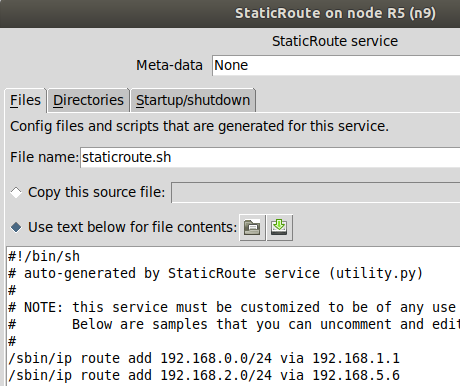 StaticRoute on node R5 (n9)
StaticRoute service
Meta-data None
Files Directories Startup/shutdown
Config files and scripts that are generated for this service.
File name: staticroute.sh
Copy this source file:
Use text below for file contents:
#!/bin/sh
# auto-generated by StaticRoute service (utility.py)
#
# NOTE: this service must be customized to be of any use
#       Below are samples that you can uncomment and edit
#
/sbin/ip route add 192.168.0.0/24 via 192.168.1.1
/sbin/ip route add 192.168.2.0/24 via 192.168.5.6